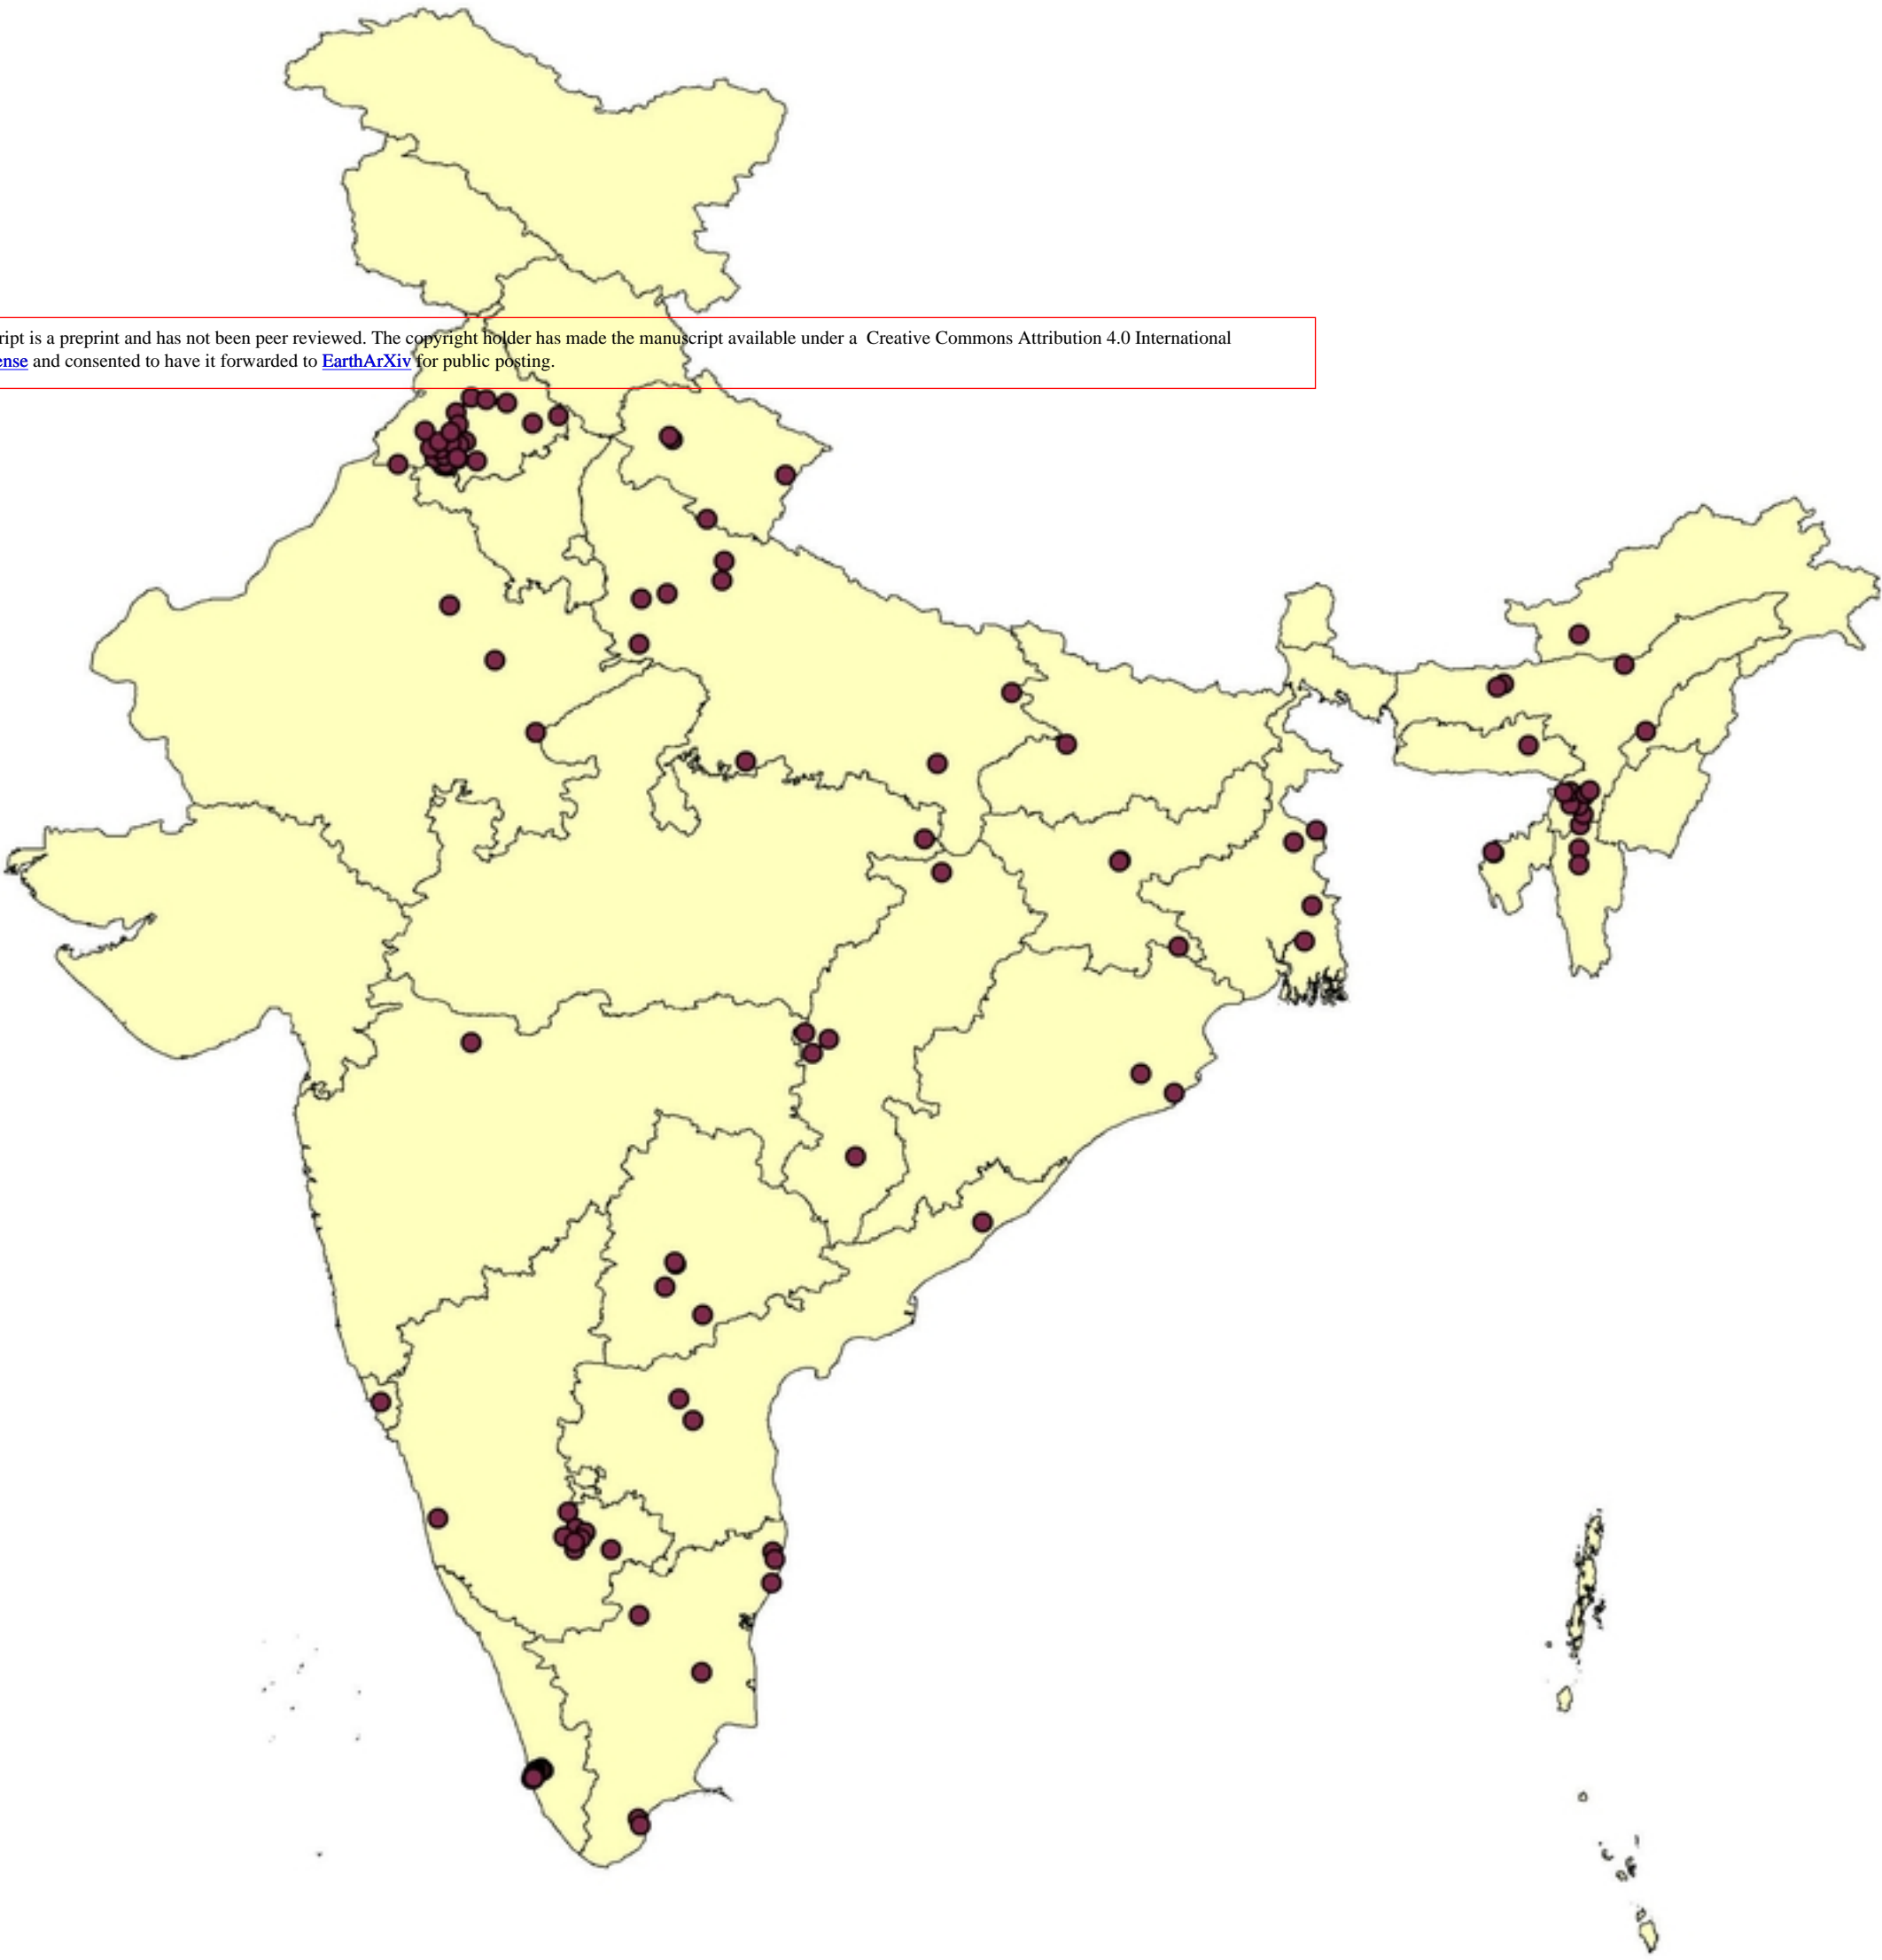 ript is a preprint and has not been peer reviewed. The copyright holder has made the manuscript available under a Creative Commons Attribution 4.0 International
ense and consented to have it forwarded to EarthArXiv for public posting.